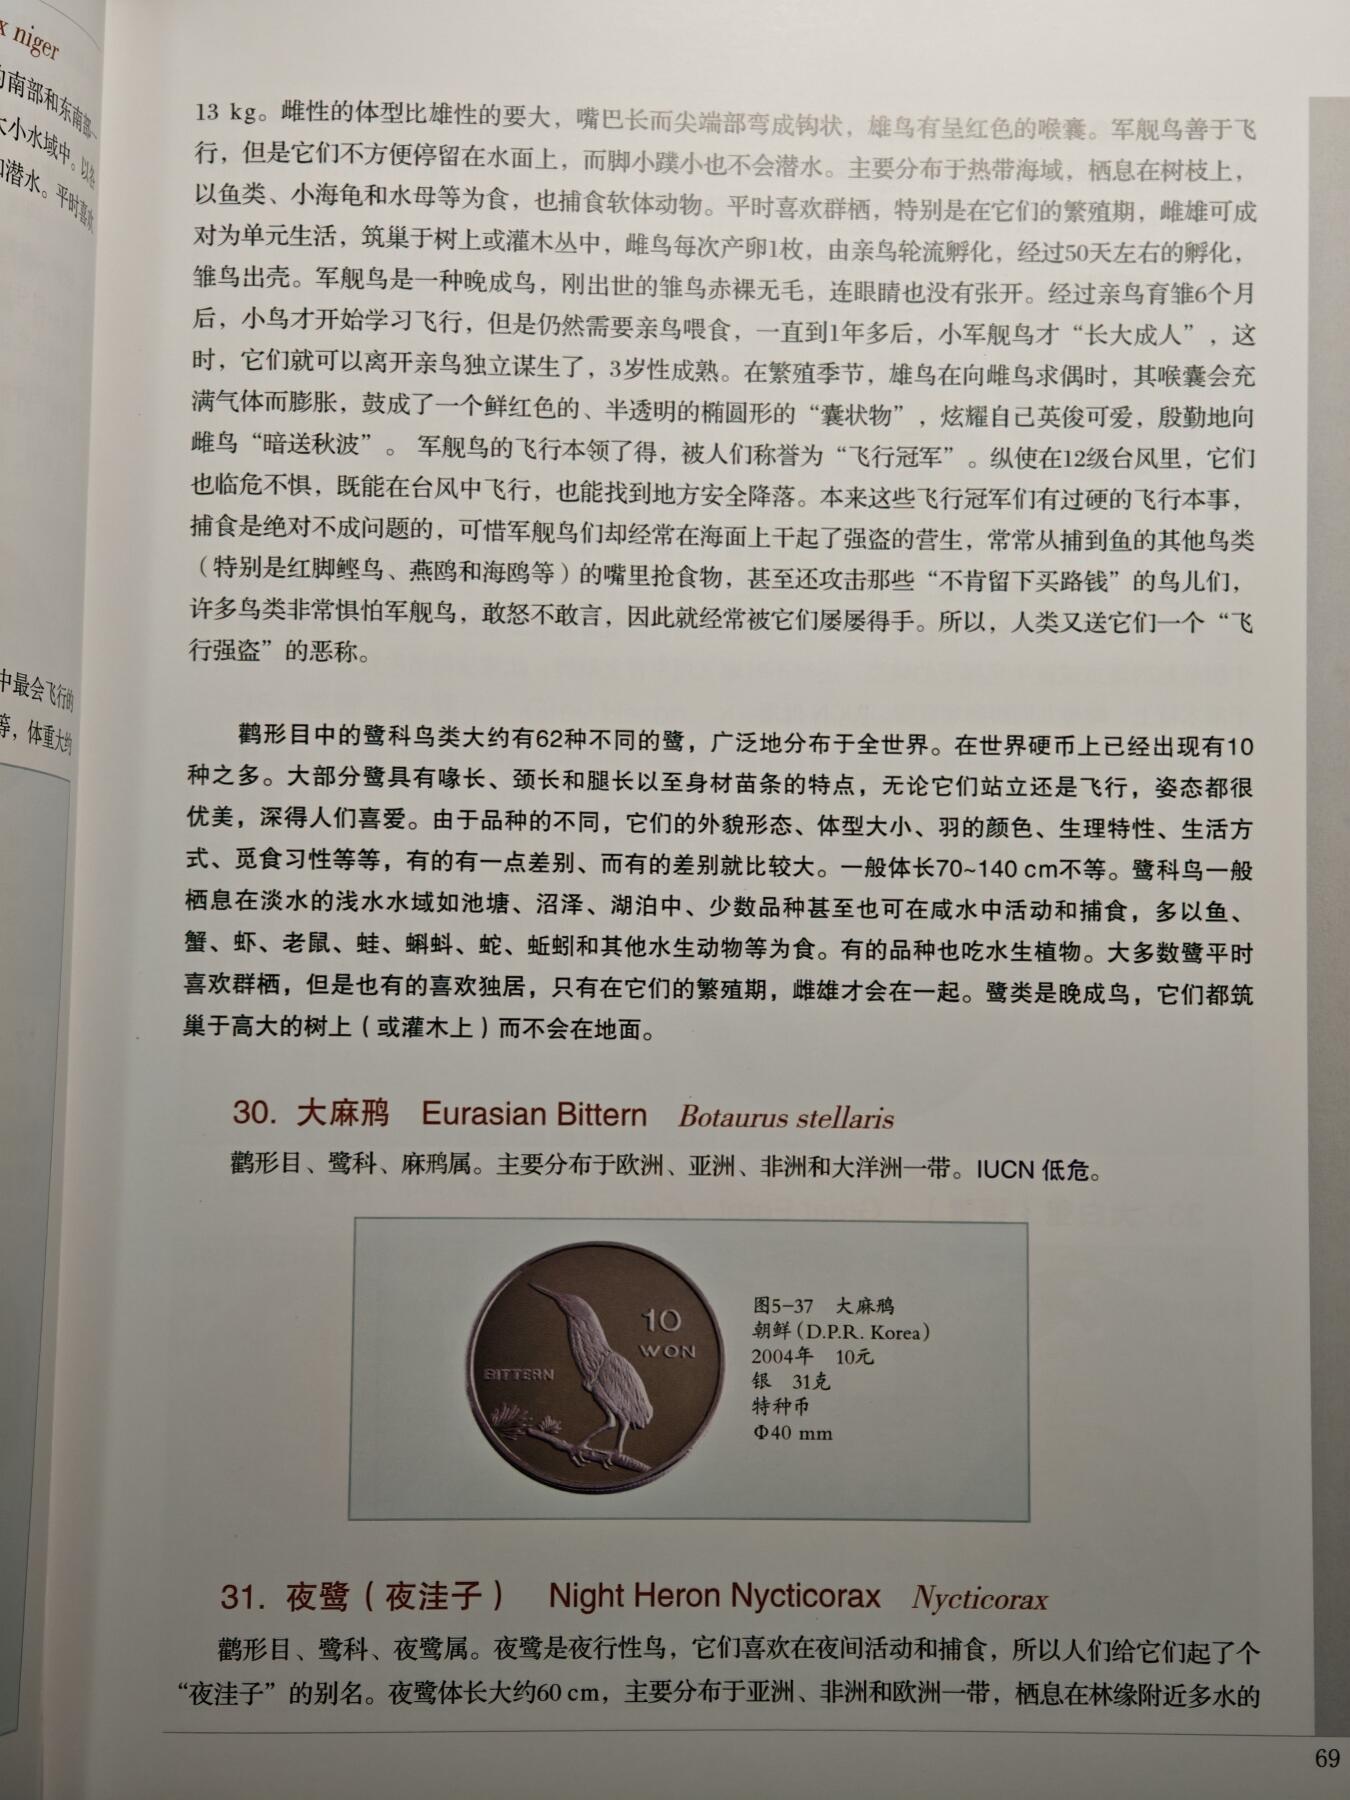 x niger
的南部和东南部一
大小水域中。以各
和潜水。平时喜欢
中最会飞行的
等，体重大约
13 kg。雌性的体型比雄性的要大，嘴巴长而尖端部弯成钩状，雄鸟有呈红色的喉囊。军舰鸟善于飞
行，但是它们不方便停留在水面上，而脚小蹼小也不会潜水。主要分布于热带海域，栖息在树枝上，
以鱼类、小海龟和水母等为食，也捕食软体动物。平时喜欢群栖，特别是在它们的繁殖期，雌雄可成
对为单元生活，筑巢于树上或灌木丛中，雌鸟每次产卵1枚，由亲鸟轮流孵化，经过50天左右的孵化，
雏鸟出壳。军舰鸟是一种晚成鸟，刚出世的雏鸟赤裸无毛，连眼睛也没有张开。经过亲鸟育雏6个月
后，小鸟才开始学习飞行，但是仍然需要亲鸟喂食，一直到1年多后，小军舰鸟才“长大成人”，这
时，它们就可以离开亲鸟独立谋生了，3岁性成熟。在繁殖季节，雄鸟在向雌鸟求偶时，其喉囊会充
满气体而膨胀，鼓成了一个鲜红色的、半透明的椭圆形的“囊状物”，炫耀自己英俊可爱，殷勤地向
雌鸟“暗送秋波”。 军舰鸟的飞行本领了得，被人们称誉为“飞行冠军”。纵使在12级台风里，它们
也临危不惧，既能在台风中飞行，也能找到地方安全降落。本来这些飞行冠军们有过硬的飞行本事，
捕食是绝对不成问题的，可惜军舰鸟们却经常在海面上干起了强盗的营生，常常从捕到鱼的其他鸟类
（特别是红脚鲣鸟、燕鸥和海鸥等）的嘴里抢食物，甚至还攻击那些“不肯留下买路钱”的鸟儿们，
许多鸟类非常惧怕军舰鸟，敢怒不敢言，因此就经常被它们屡屡得手。所以，人类又送它们一个“飞
行强盗”的恶称。
鹳形目中的鹭科鸟类大约有62种不同的鹭，广泛地分布于全世界。在世界硬币上已经出现有10
种之多。大部分鹭具有喙长、颈长和腿长以至身材苗条的特点，无论它们站立还是飞行，姿态都很
优美，深得人们喜爱。由于品种的不同，它们的外貌形态、体型大小、羽的颜色、生理特性、生活方
式、觅食习性等等，有的有一点差别、而有的差别就比较大。一般体长70~140 cm不等。鹭科鸟一般
栖息在淡水的浅水水域如池塘、沼泽、湖泊中、少数品种甚至也可在咸水中活动和捕食，多以鱼、
蟹、虾、老鼠、蛙、蝌蚪、蛇、蚯蚓和其他水生动物等为食。有的品种也吃水生植物。大多数鹭平时
喜欢群栖，但是也有的喜欢独居，只有在它们的繁殖期，雌雄才会在一起。鹭类是晚成鸟，它们都筑
巢于高大的树上（或灌木上）而不会在地面。
30. 大麻鳽 Eurasian Bittern Botaurus stellaris
鹳形目、鹭科、麻鳽属。主要分布于欧洲、亚洲、非洲和大洋洲一带。IUCN 低危。
10
WON
BITTERN
图5-37 大麻鳽
朝鲜（D.P.R. Korea）
2004年 10元
银 31克
特种币
Φ40 mm
31. 夜鹭（夜洼子） Night Heron Nycticorax Nycticorax
鹳形目、鹭科、夜鹭属。夜鹭是夜行性鸟，它们喜欢在夜间活动和捕食，所以人们给它们起了个
“夜洼子”的别名。夜鹭体长大约60 cm，主要分布于亚洲、非洲和欧洲一带，栖息在林缘附近多水的
69